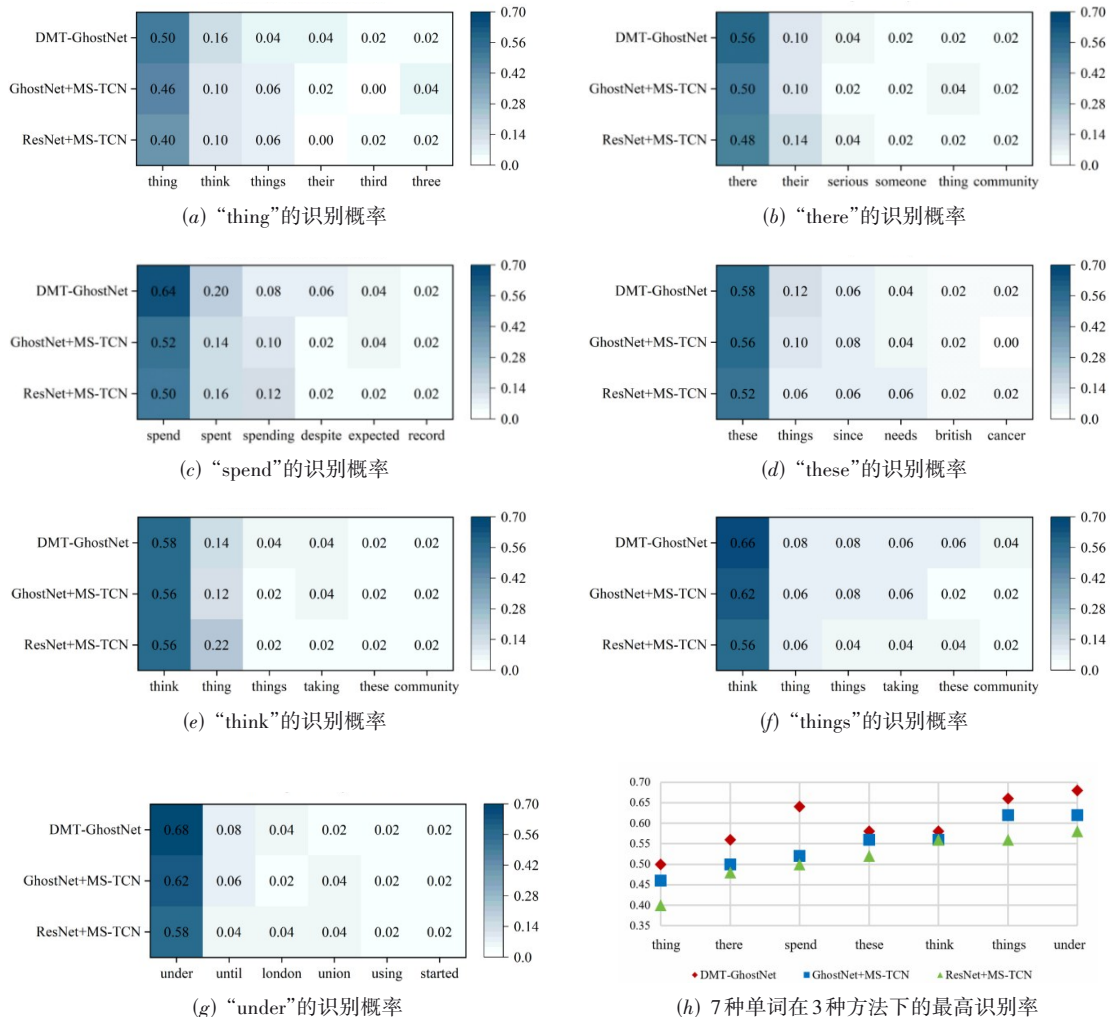 0.70
DMT-GhostNet 0.50 0.16 0.04 0.04 0.02 0.02 0.56
0.42
GhostNet+MS-TCN 0.46 0.10 0.06 0.02 0.00 0.04
0.28
ResNet+MS-TCN 0.40 0.10 0.06 0.00 0.02 0.02 0.14
0.0
thing think things their third three
(a) “thing”的识别概率
0.70
DMT-GhostNet 0.56 0.10 0.04 0.02 0.02 0.02 0.56
0.42
GhostNet+MS-TCN 0.50 0.10 0.02 0.02 0.04 0.02
0.28
ResNet+MS-TCN 0.48 0.14 0.04 0.02 0.02 0.02 0.14
0.0
there their serious someone thing community
(b) “there”的识别概率
0.70
DMT-GhostNet 0.64 0.20 0.08 0.06 0.04 0.02 0.56
0.42
GhostNet+MS-TCN 0.52 0.14 0.10 0.02 0.04 0.02
0.28
ResNet+MS-TCN 0.50 0.16 0.12 0.02 0.02 0.02 0.14
0.0
spend spent spending despite expected record
(c) “spend”的识别概率
0.70
DMT-GhostNet 0.58 0.12 0.06 0.04 0.02 0.02 0.56
0.42
GhostNet+MS-TCN 0.56 0.10 0.08 0.04 0.02 0.00
0.28
ResNet+MS-TCN 0.52 0.06 0.06 0.06 0.02 0.02 0.14
0.0
these things since needs british cancer
(d) “these”的识别概率
0.70
DMT-GhostNet 0.58 0.14 0.04 0.04 0.02 0.02 0.56
0.42
GhostNet+MS-TCN 0.56 0.12 0.02 0.04 0.02 0.02
0.28
ResNet+MS-TCN 0.56 0.22 0.02 0.02 0.02 0.02 0.14
0.0
think thing things taking these community
(e) “think”的识别概率
0.70
DMT-GhostNet 0.66 0.08 0.08 0.06 0.06 0.04 0.56
0.42
GhostNet+MS-TCN 0.62 0.06 0.08 0.06 0.02 0.02
0.28
ResNet+MS-TCN 0.56 0.06 0.04 0.04 0.04 0.02 0.14
0.0
think thing things taking these community
(f) “things”的识别概率
0.70
DMT-GhostNet 0.68 0.08 0.04 0.02 0.02 0.02 0.56
0.42
GhostNet+MS-TCN 0.62 0.06 0.02 0.04 0.02 0.02
0.28
ResNet+MS-TCN 0.58 0.04 0.04 0.04 0.02 0.02 0.14
0.0
under until london union using started
(g) “under”的识别概率
0.70
0.65
0.60
0.55
0.50
0.45
0.40
0.35
thing there spend these think things under
DMT-GhostNet GhostNet+MS-TCN ResNet+MS-TCN
(h) 7种单词在3种方法下的最高识别率